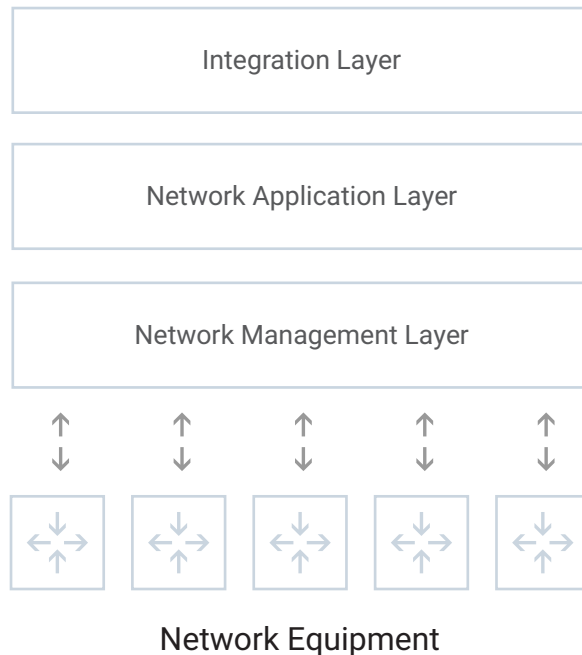 Integration Layer
Network Application Layer
Network Management Layer
Network Equipment